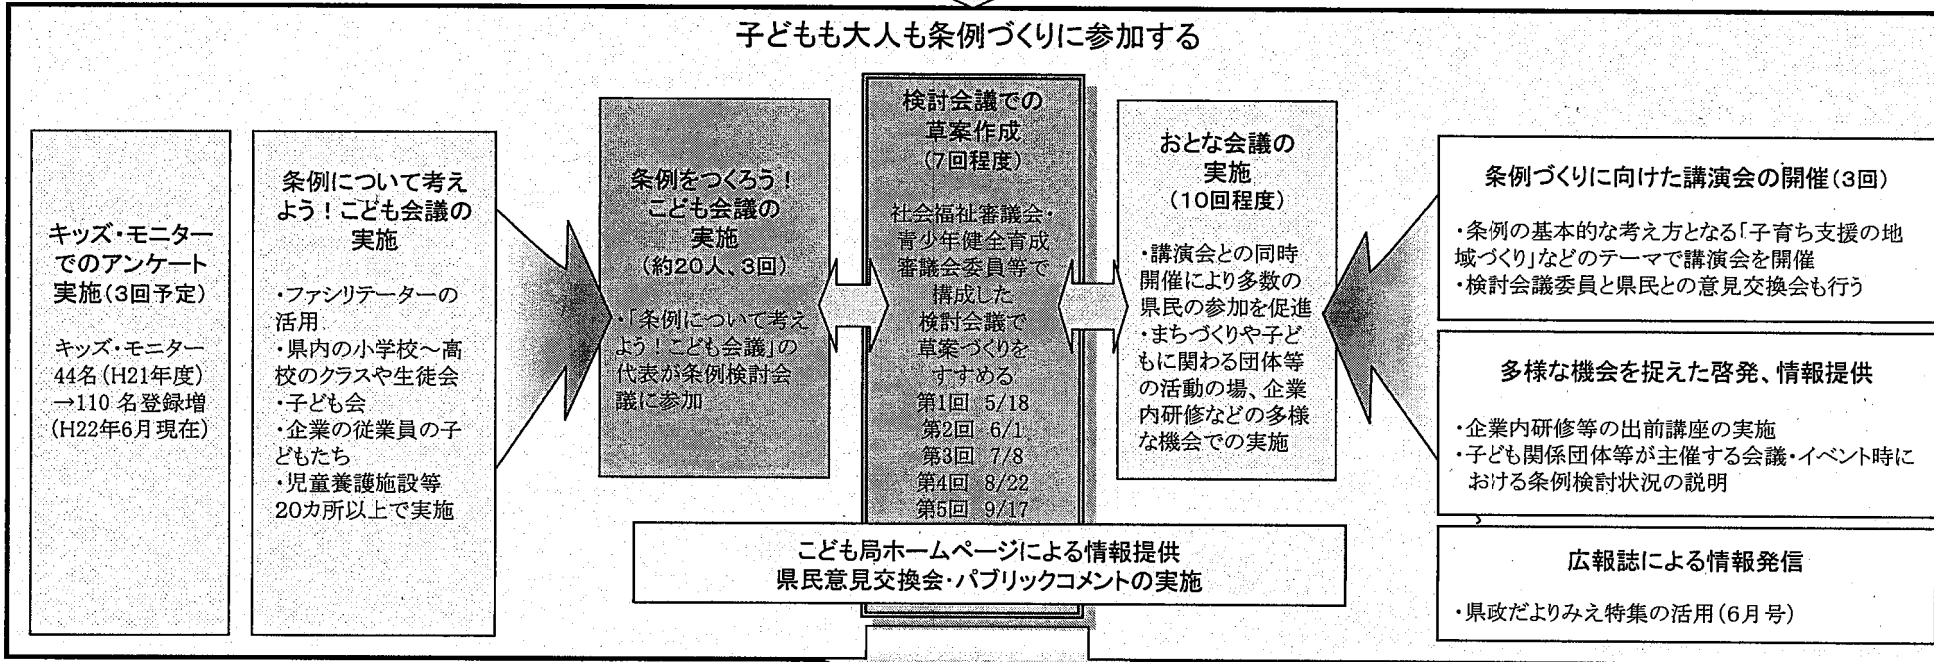 子どもも大人も条例づくりに参加する
キッズ・モニター
でのアンケート
実施(3回予定)
キッズ・モニター
44名(H21年度)
→110 名登録増
(H22年6月現在)
条例について考え
よう！こども会議の
実施
・ファシリテーターの
活用
・県内の小学校～高
校のクラスや生徒会
・子ども会
・企業の従業員の子
どもたち
・児童養護施設等
20カ所以上で実施
条例をつくろう！
こども会議の
実施
(約20人、3回)
・「条例について考え
よう！こども会議」の
代表が条例検討会
議に参加
検討会議での
草案作成
(7回程度)
社会福祉審議会・
青少年健全育成
審議会委員等で
構成した
検討会議で
草案づくりを
すすめる
第1回 5/18
第2回 6/1
第3回 7/8
第4回 8/22
第5回 9/17
おとな会議の
実施
(10回程度)
・講演会との同時
開催により多数の
県民の参加を促進
・まちづくりや子ど
もに関わる団体等
の活動の場、企業
内研修などの多様
な機会での実施
条例づくりに向けた講演会の開催(3回)
・条例の基本的な考え方となる「子育ち支援の地
域づくり」などのテーマで講演会を開催
・検討会議委員と県民との意見交換会も行う
多様な機会を捉えた啓発、情報提供
・企業内研修等の出前講座の実施
・子ども関係団体等が主催する会議・イベント時に
おける条例検討状況の説明
広報誌による情報発信
・県政だよりみえ特集の活用(6月号)
こども局ホームページによる情報提供
県民意見交換会・パブリックコメントの実施